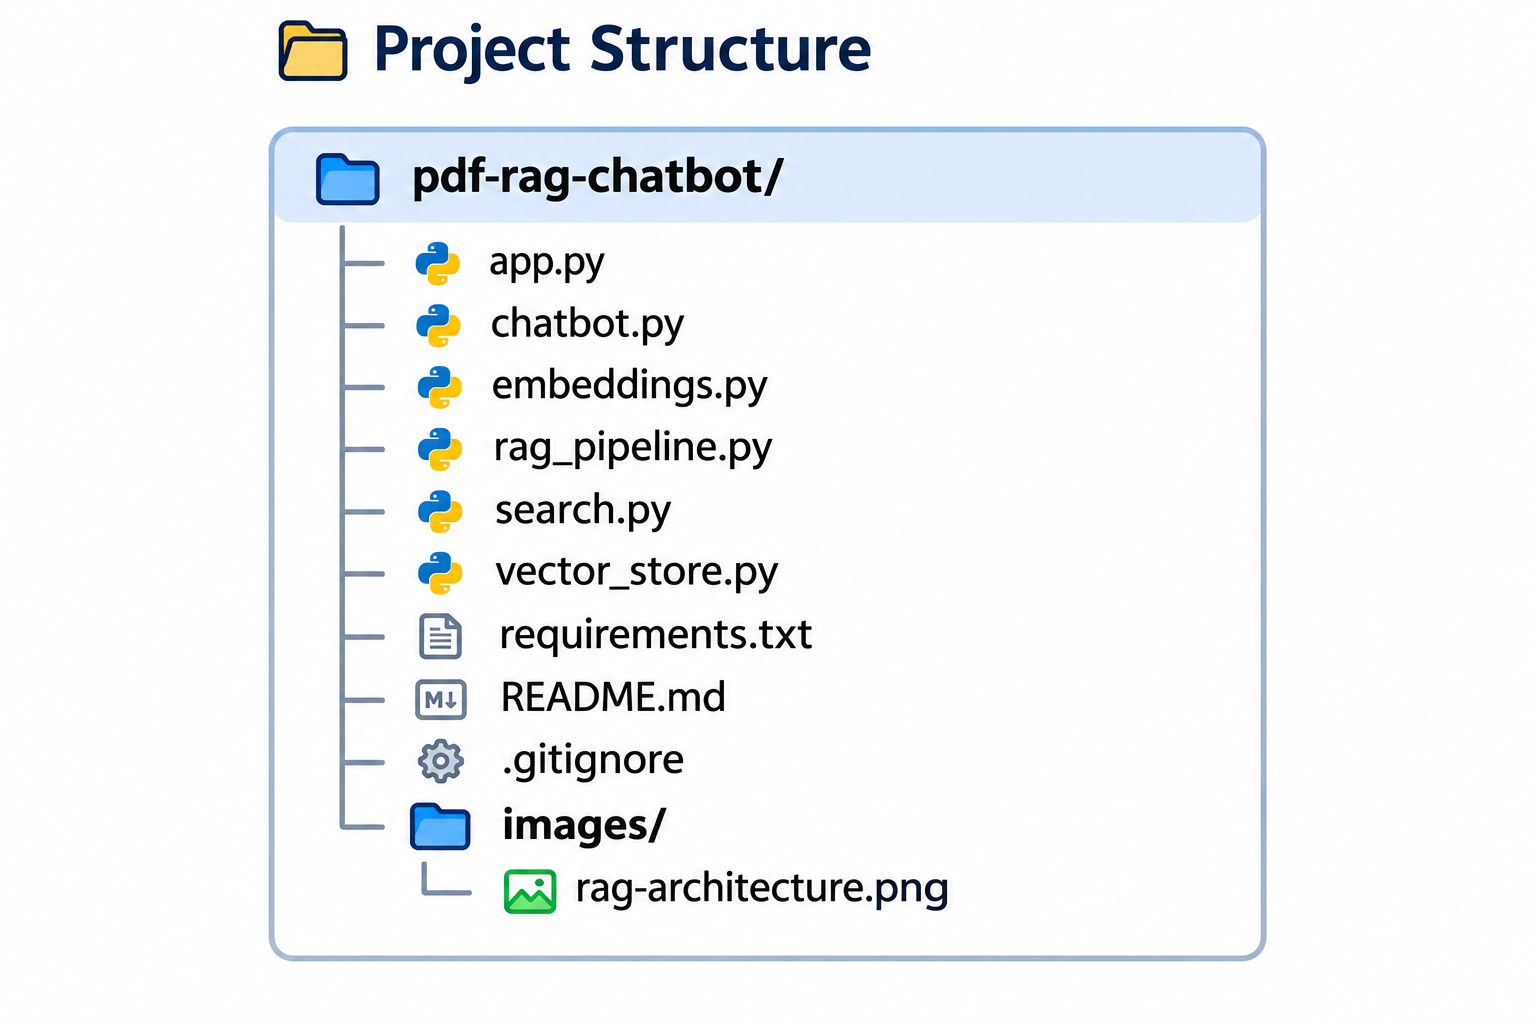 Project Structure
pdf-rag-chatbot/
app.py
chatbot.py
embeddings.py
rag_pipeline.py
search.py
vector_store.py
requirements.txt
M↓ README.md
.gitignore
images/
rag-architecture.png